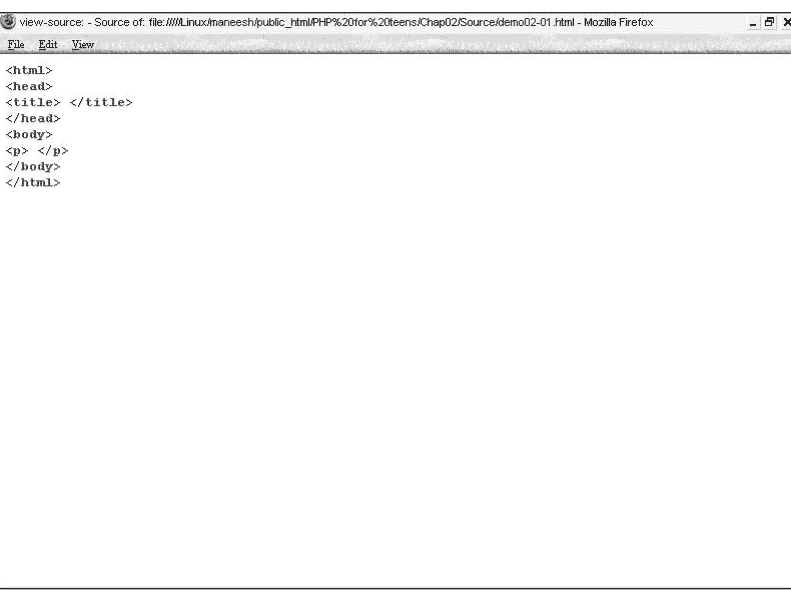 view-source: - Source of: file://///Linux/maneesh/public_html/PHP%20for%20teens/Chap02/Source/demo02-01.html - Mozilla Firefox
File Edit View
<html>
<head>
<title> </title>
</head>
<body>
<p> </p>
</body>
</html>